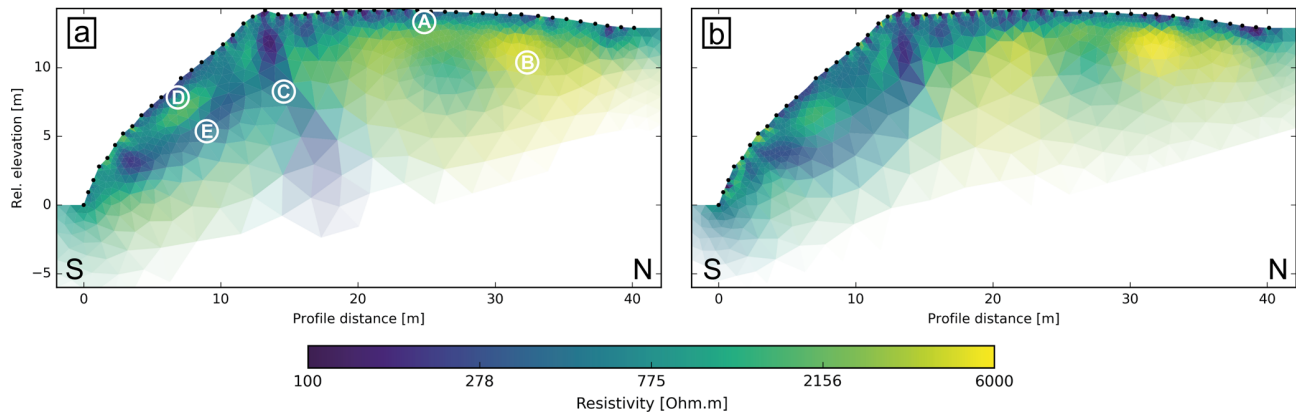 a
b
A
B
C
D
E
Rel. elevation [m]
10
5
0
−5
S
N
S
N
0
10
20
30
40
0
10
20
30
40
Profile distance [m]
Profile distance [m]
100
278
775
2156
6000
Resistivity [Ohm.m]